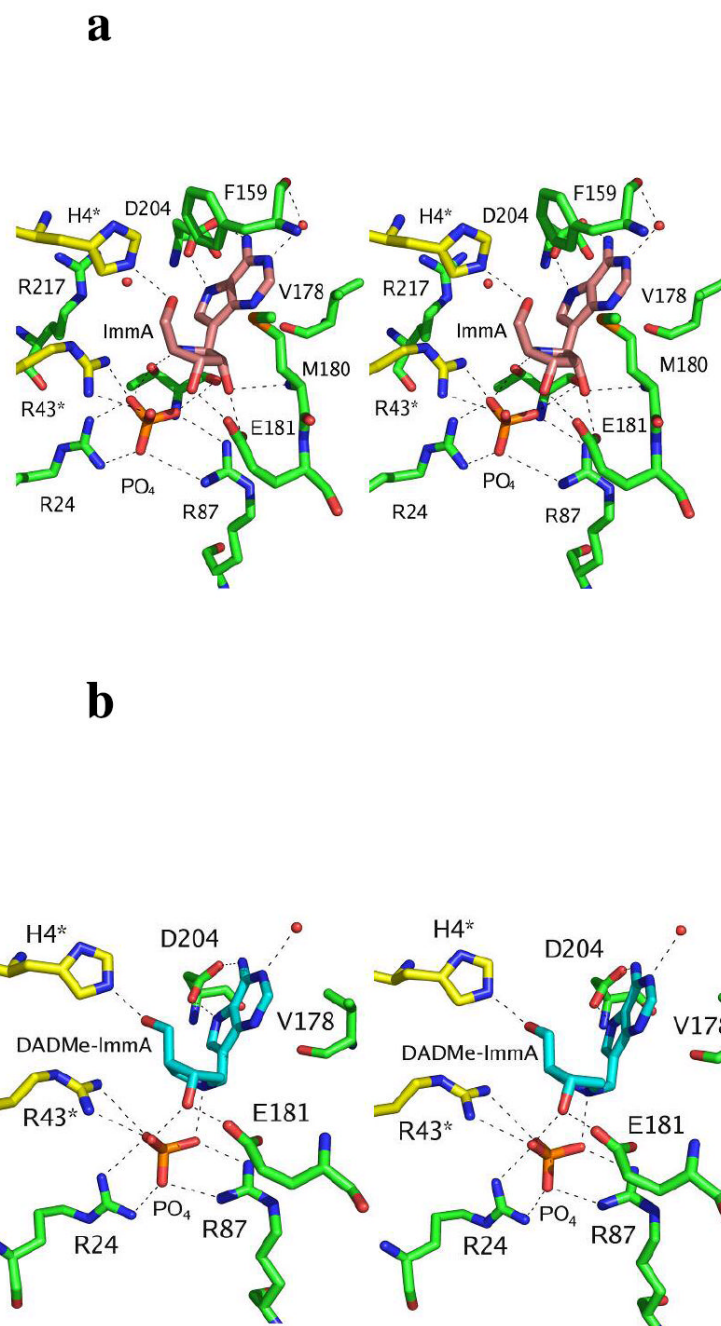 a
F159 F159
H4* D204 H4* D204
R217 V178 R217 V178
ImmA ImmA
M180 M180
R43* E181 R43* E181
R24 PO₄ R87 R24 PO₄ R87
b
H4* D204 H4* D204
V178 V178
DADMe-ImmA DADMe-ImmA
R43* E181 R43* E181
R24 PO₄ R87 R24 PO₄ R87